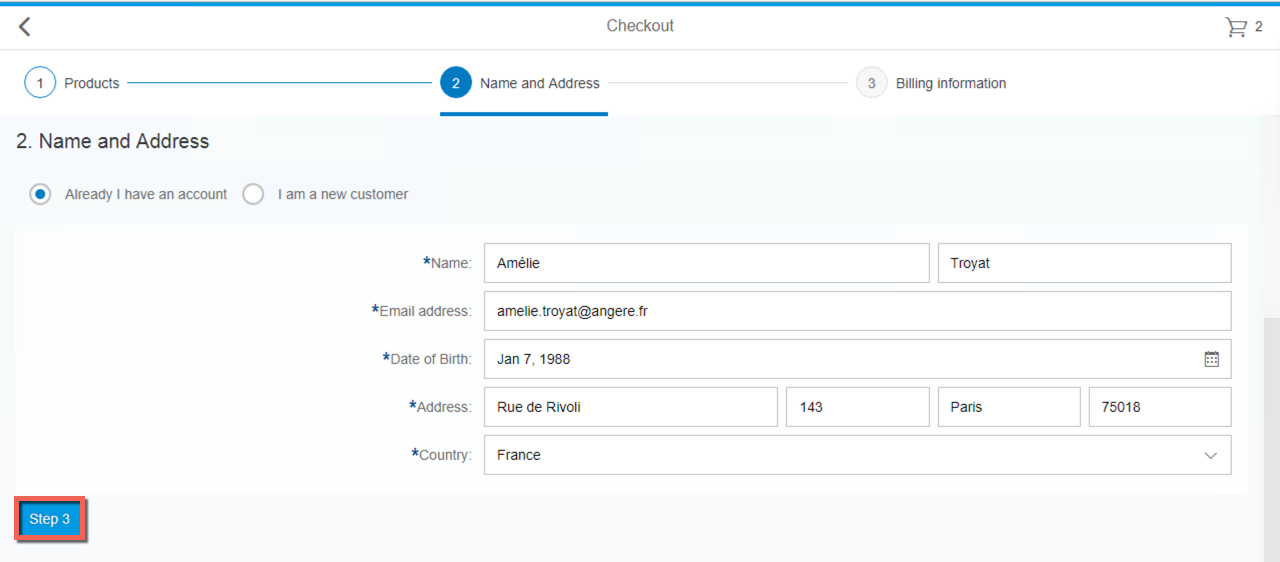 Checkout
2
1 Products 2 Name and Address 3 Billing information
2. Name and Address
Already I have an account I am a new customer
*Name: Amélie Troyat
*Email address: amelie.troyat@angere.fr
*Date of Birth: Jan 7, 1988
*Address: Rue de Rivoli 143 Paris 75018
*Country: France
Step 3